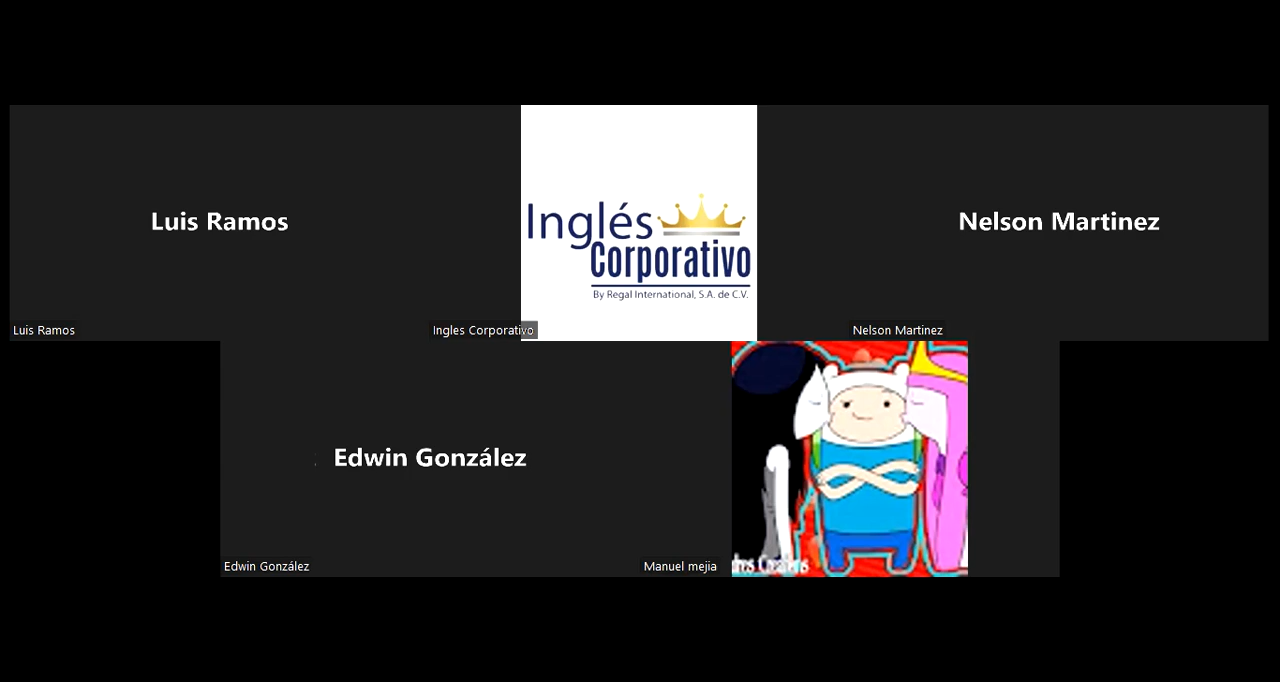 Luis Ramos
Inglés
Corporativo
By Regal International, S.A. de C.V.
Nelson Martinez
Luis Ramos
Ingles Corporativo
Nelson Martinez
Edwin González
Edwin González
Manuel mejia